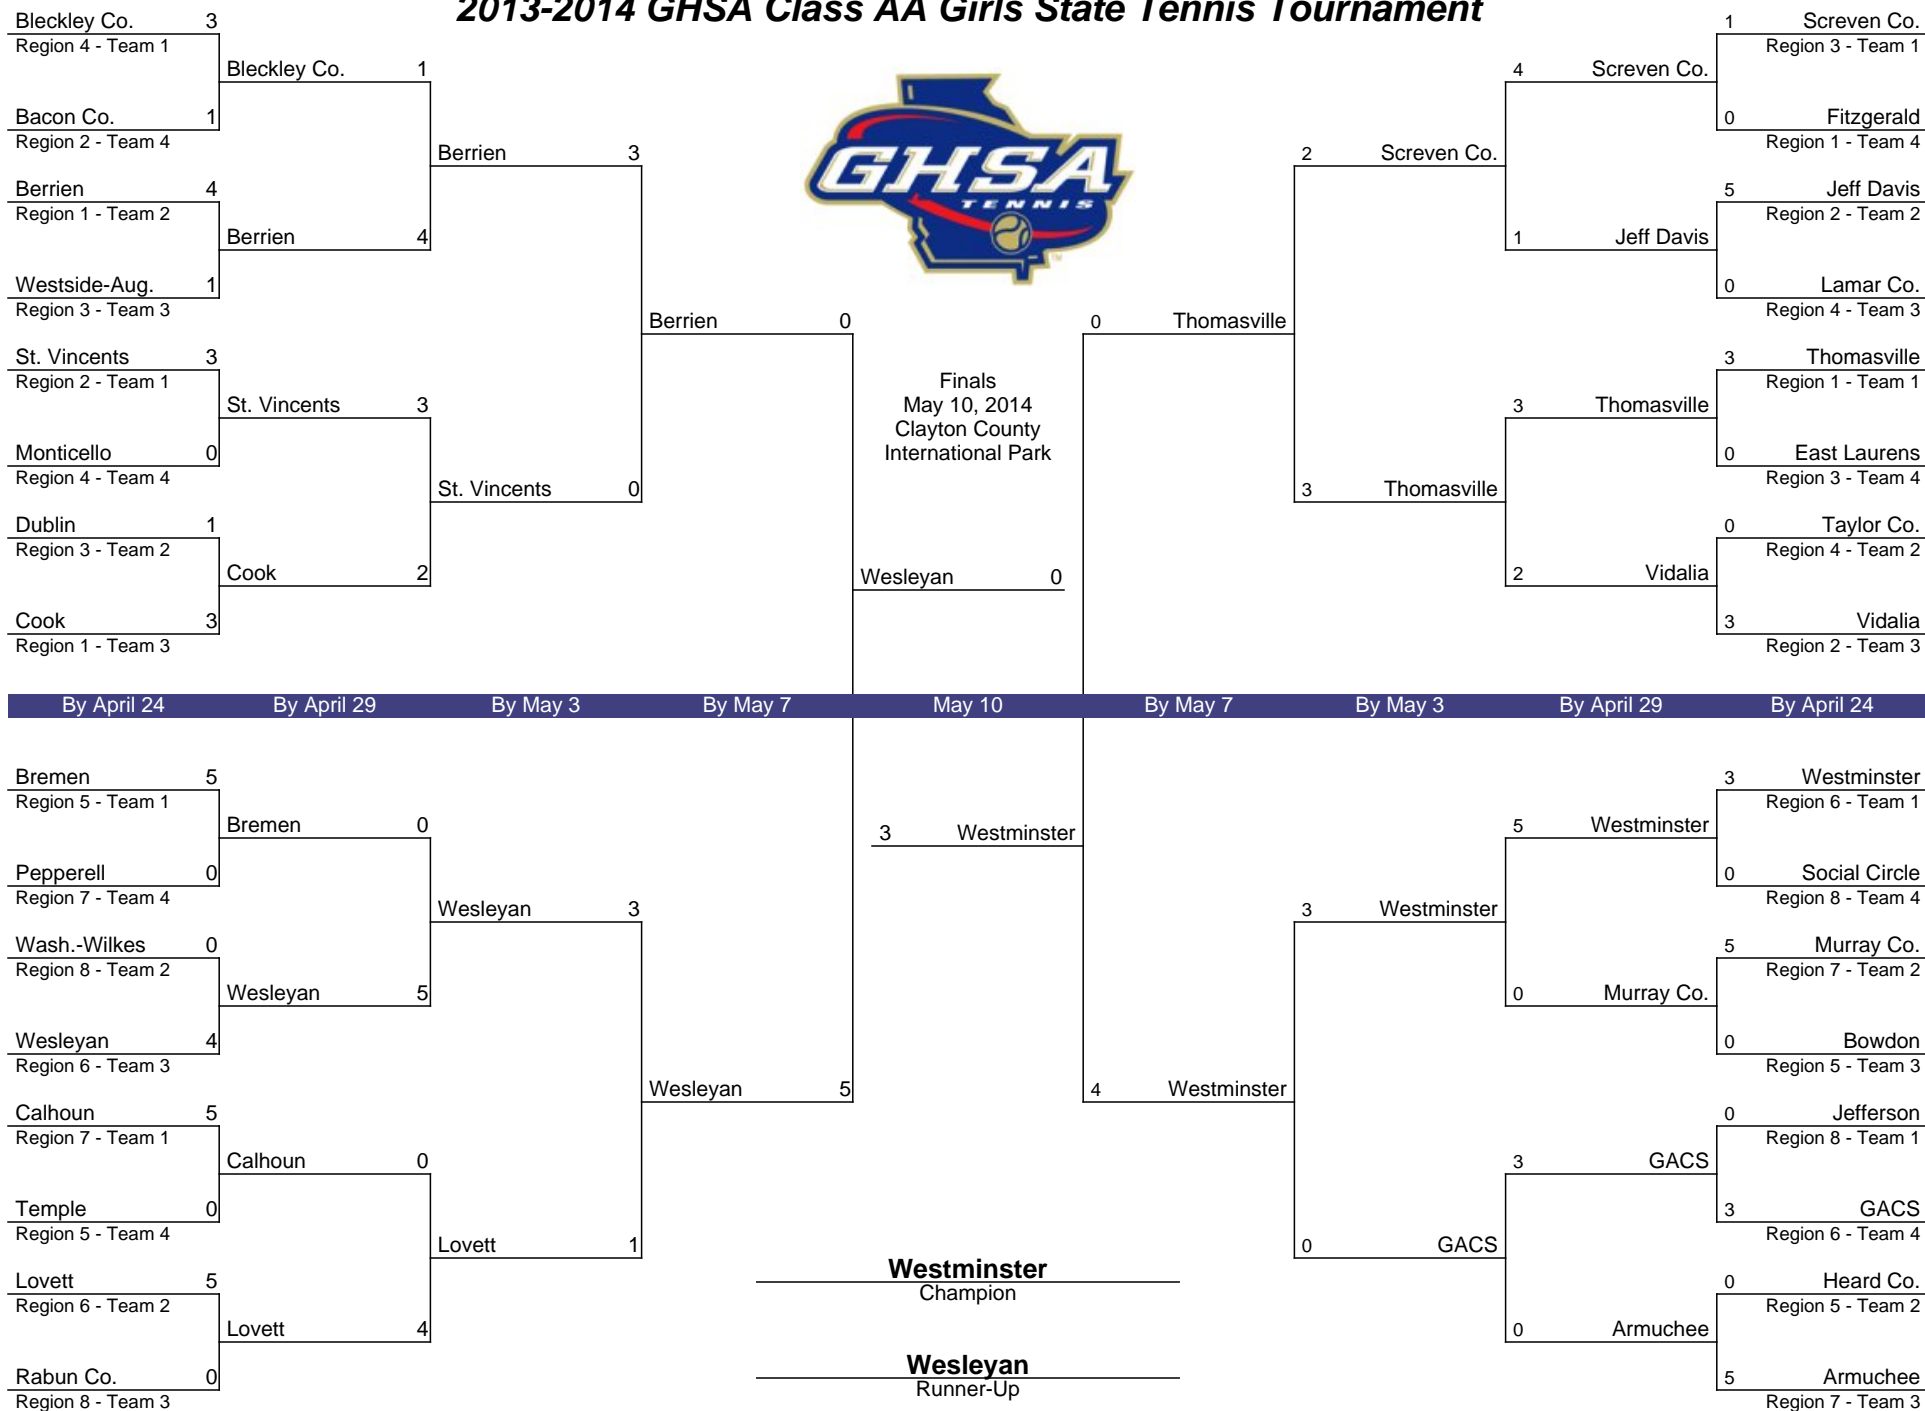 2013-2014 GHSA Class AA Girls State Tennis Tournament
Bleckley Co. 3
Region 4 - Team 1
Bleckley Co. 1
Bacon Co. 1
Region 2 - Team 4
Berrien 3
Berrien 4
Region 1 - Team 2
Berrien 4
Westside-Aug. 1
Region 3 - Team 3
Berrien 0
St. Vincents 3
Region 2 - Team 1
St. Vincents 3
Monticello 0
Region 4 - Team 4
St. Vincents 0
Dublin 1
Region 3 - Team 2
Cook 2
Cook 3
Region 1 - Team 3
GHSA
TENNIS
TM
Finals
May 10, 2014
Clayton County
International Park
Wesleyan 0
1 Screven Co.
Region 3 - Team 1
4 Screven Co.
0 Fitzgerald
Region 1 - Team 4
2 Screven Co.
5 Jeff Davis
Region 2 - Team 2
1 Jeff Davis
0 Lamar Co.
Region 4 - Team 3
0 Thomasville
3 Thomasville
Region 1 - Team 1
3 Thomasville
0 East Laurens
Region 3 - Team 4
3 Thomasville
0 Taylor Co.
Region 4 - Team 2
2 Vidalia
3 Vidalia
Region 2 - Team 3
By April 24 By April 29 By May 3 By May 7 May 10 By May 7 By May 3 By April 29 By April 24
Bremen 5
Region 5 - Team 1
Bremen 0
Pepperell 0
Region 7 - Team 4
Wesleyan 3
Wash.-Wilkes 0
Region 8 - Team 2
Wesleyan 5
Wesleyan 4
Region 6 - Team 3
Wesleyan 5
Calhoun 5
Region 7 - Team 1
Calhoun 0
Temple 0
Region 5 - Team 4
Lovett 1
Lovett 5
Region 6 - Team 2
Lovett 4
Rabun Co. 0
Region 8 - Team 3
3 Westminster
Westminster
Champion
Wesleyan
Runner-Up
3 Westminster
Region 6 - Team 1
5 Westminster
0 Social Circle
Region 8 - Team 4
3 Westminster
5 Murray Co.
Region 7 - Team 2
0 Murray Co.
0 Bowdon
Region 5 - Team 3
4 Westminster
0 Jefferson
Region 8 - Team 1
3 GACS
3 GACS
Region 6 - Team 4
0 GACS
0 Heard Co.
Region 5 - Team 2
0 Armuchee
5 Armuchee
Region 7 - Team 3